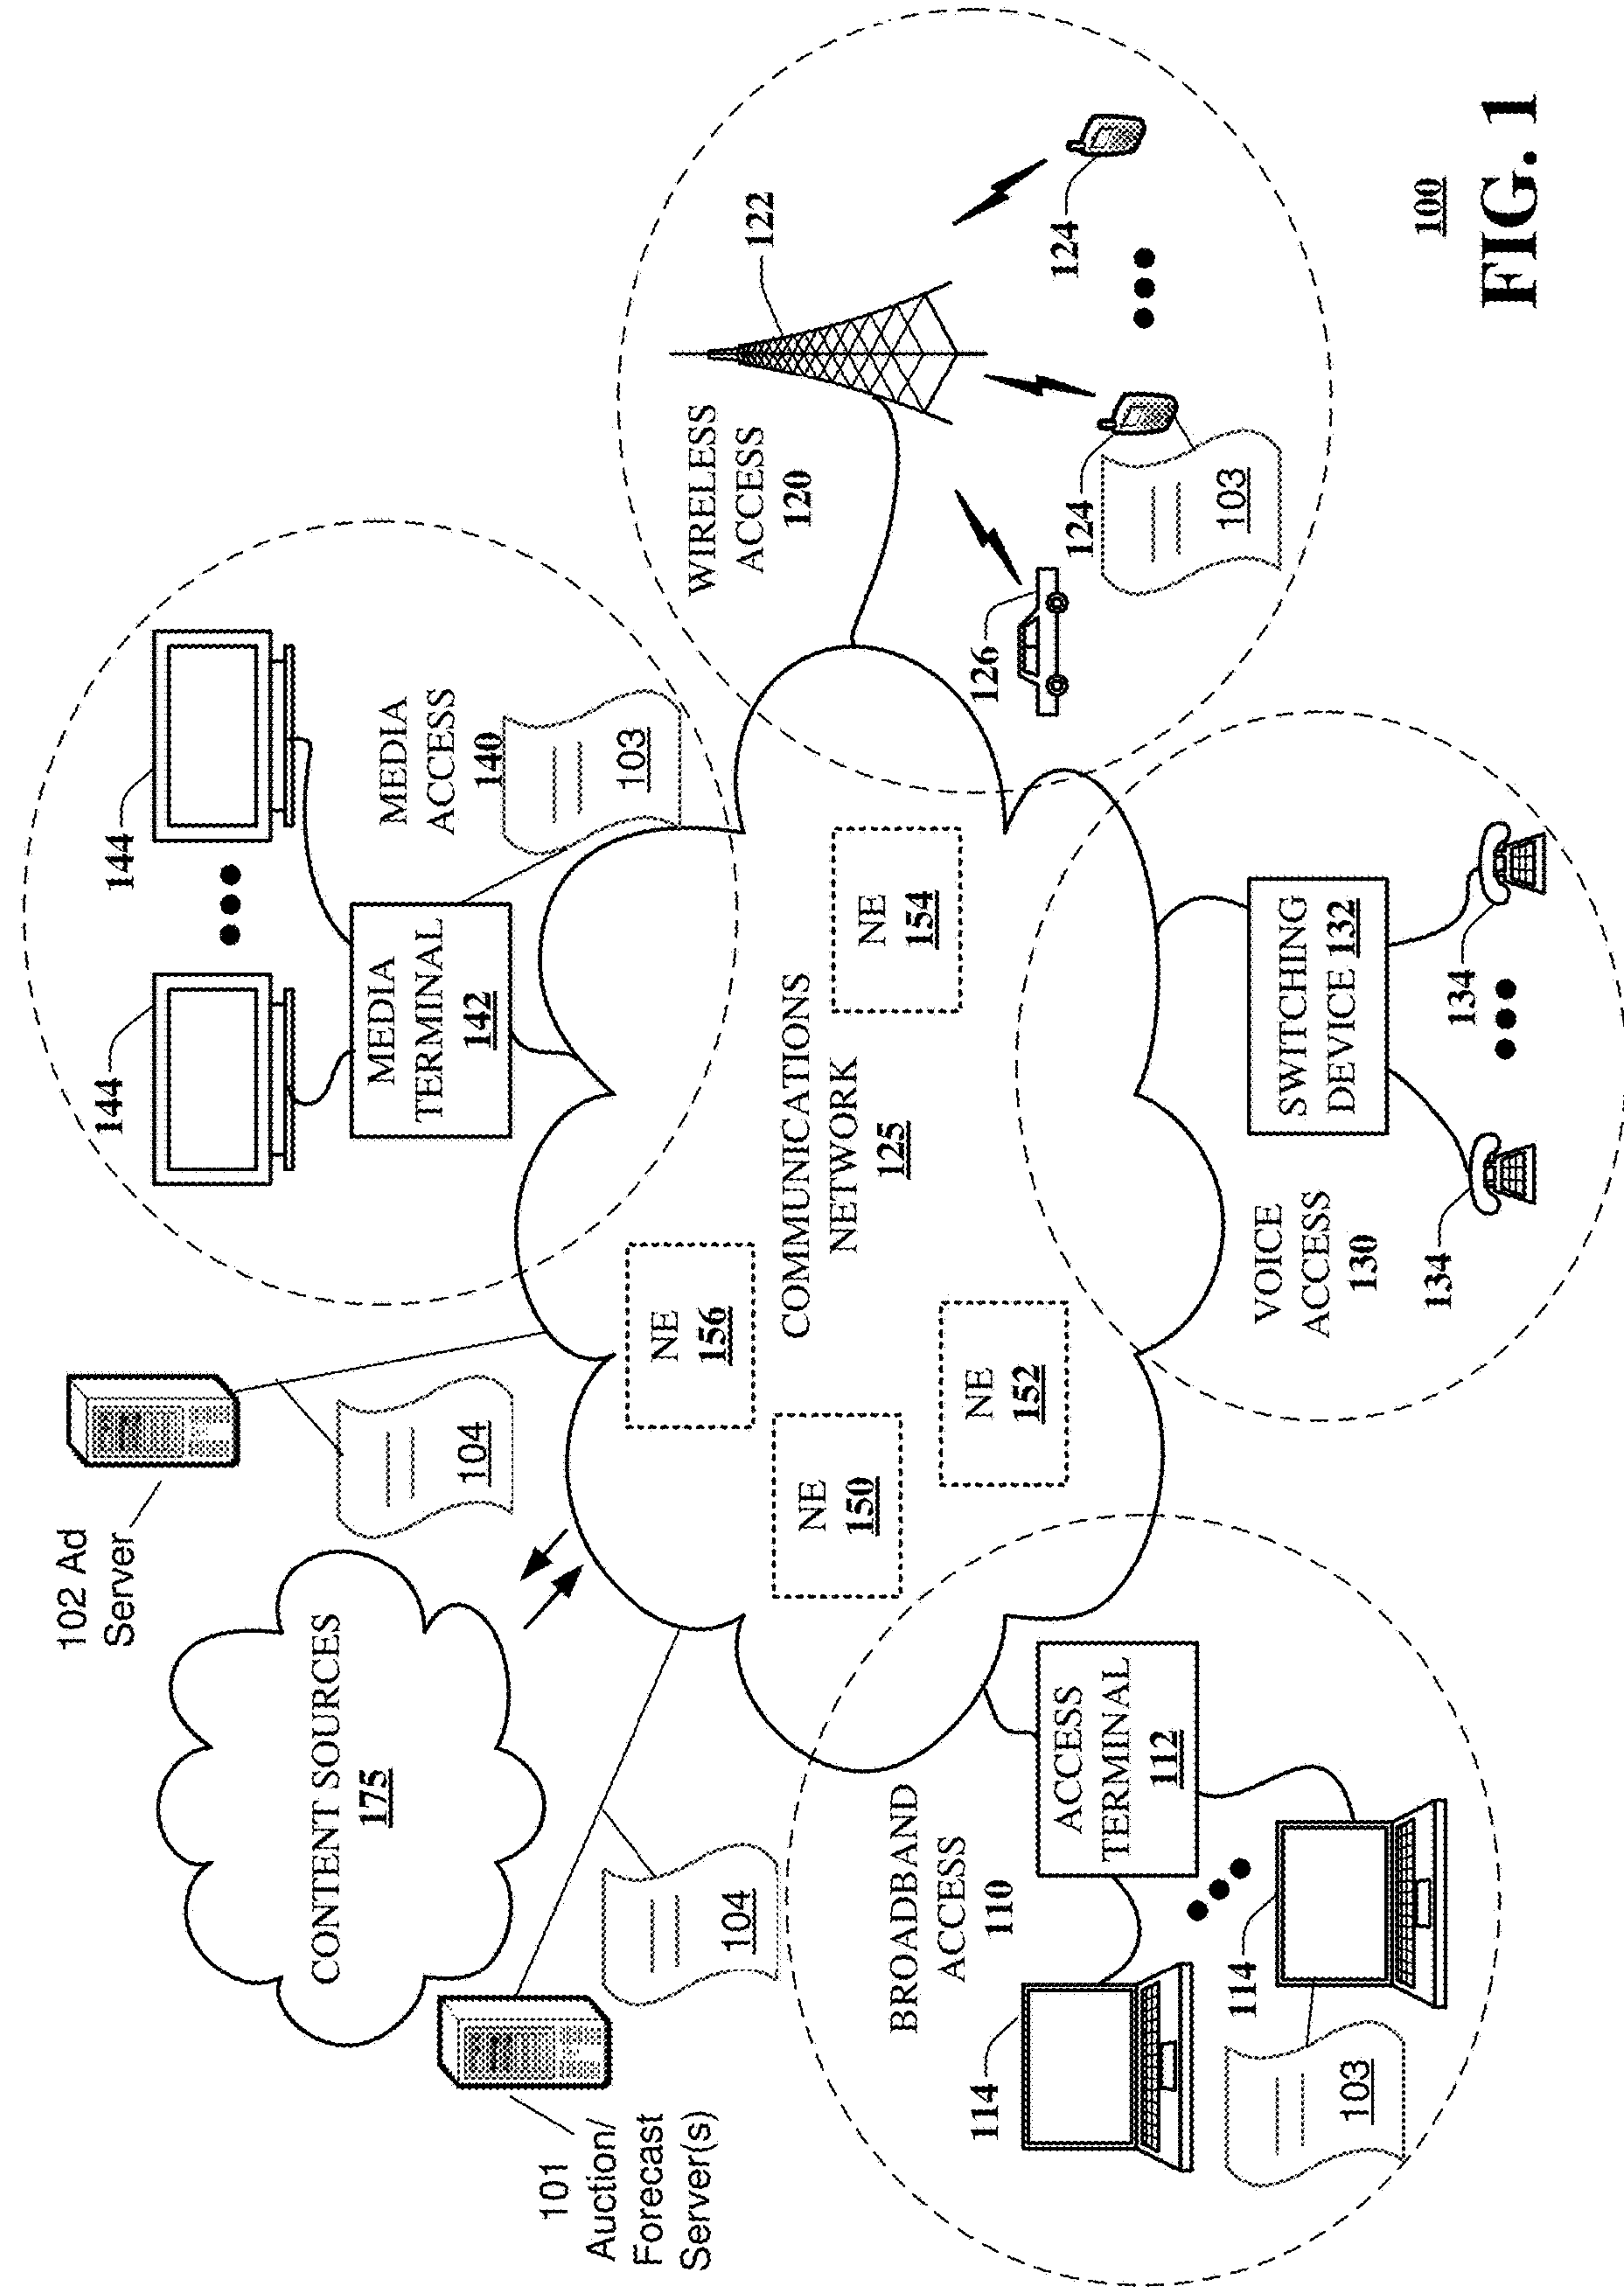 102 Ad
Server
144
144
CONTENT SOURCES
175
104
MEDIA
TERMINAL
142
MEDIA
ACCESS
140
103
101
Auction/
Forecast
Server(s)
104
NE
156
WIRELESS
ACCESS
120
122
COMMUNICATIONS
NETWORK
125
NE
150
NE
154
NE
152
BROADBAND
ACCESS
110
114
ACCESS
TERMINAL
112
126
124
124
103
114
103
VOICE
ACCESS
130
SWITCHING
DEVICE 132
134
134
100
FIG. 1